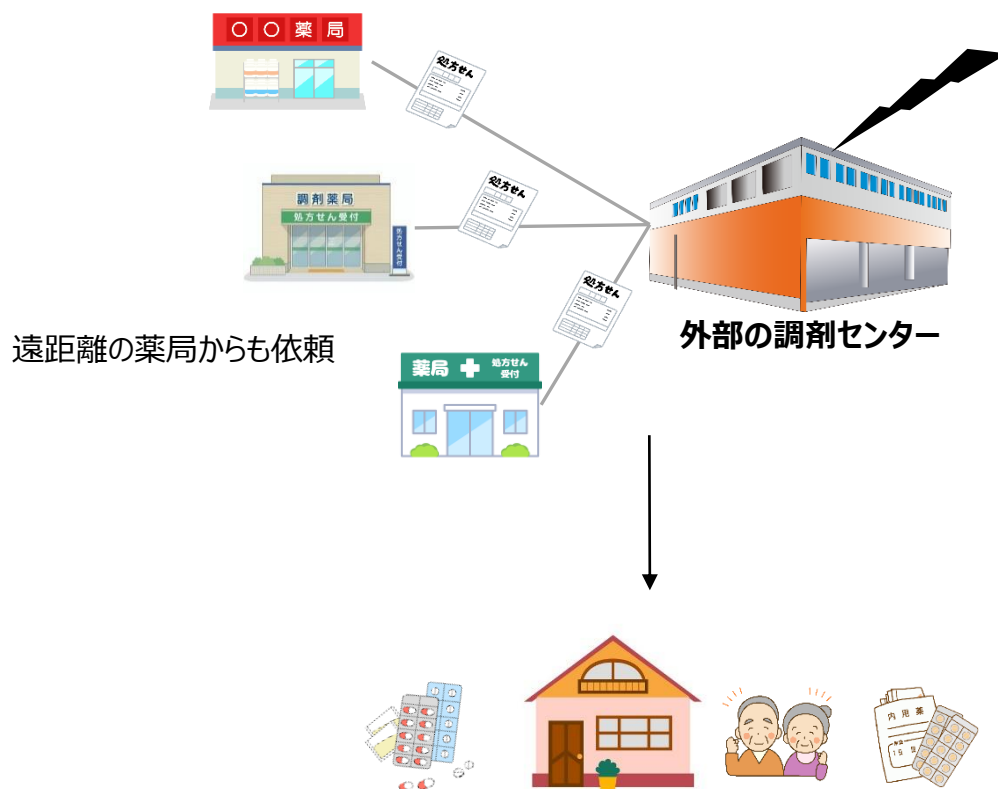 〇〇薬局
処方せん
調剤薬局
処方せん受付
処方せん受付
処方せん
処方せん
外部の調剤センター
遠距離の薬局からも依頼
薬局
処方せん
受付
内用薬